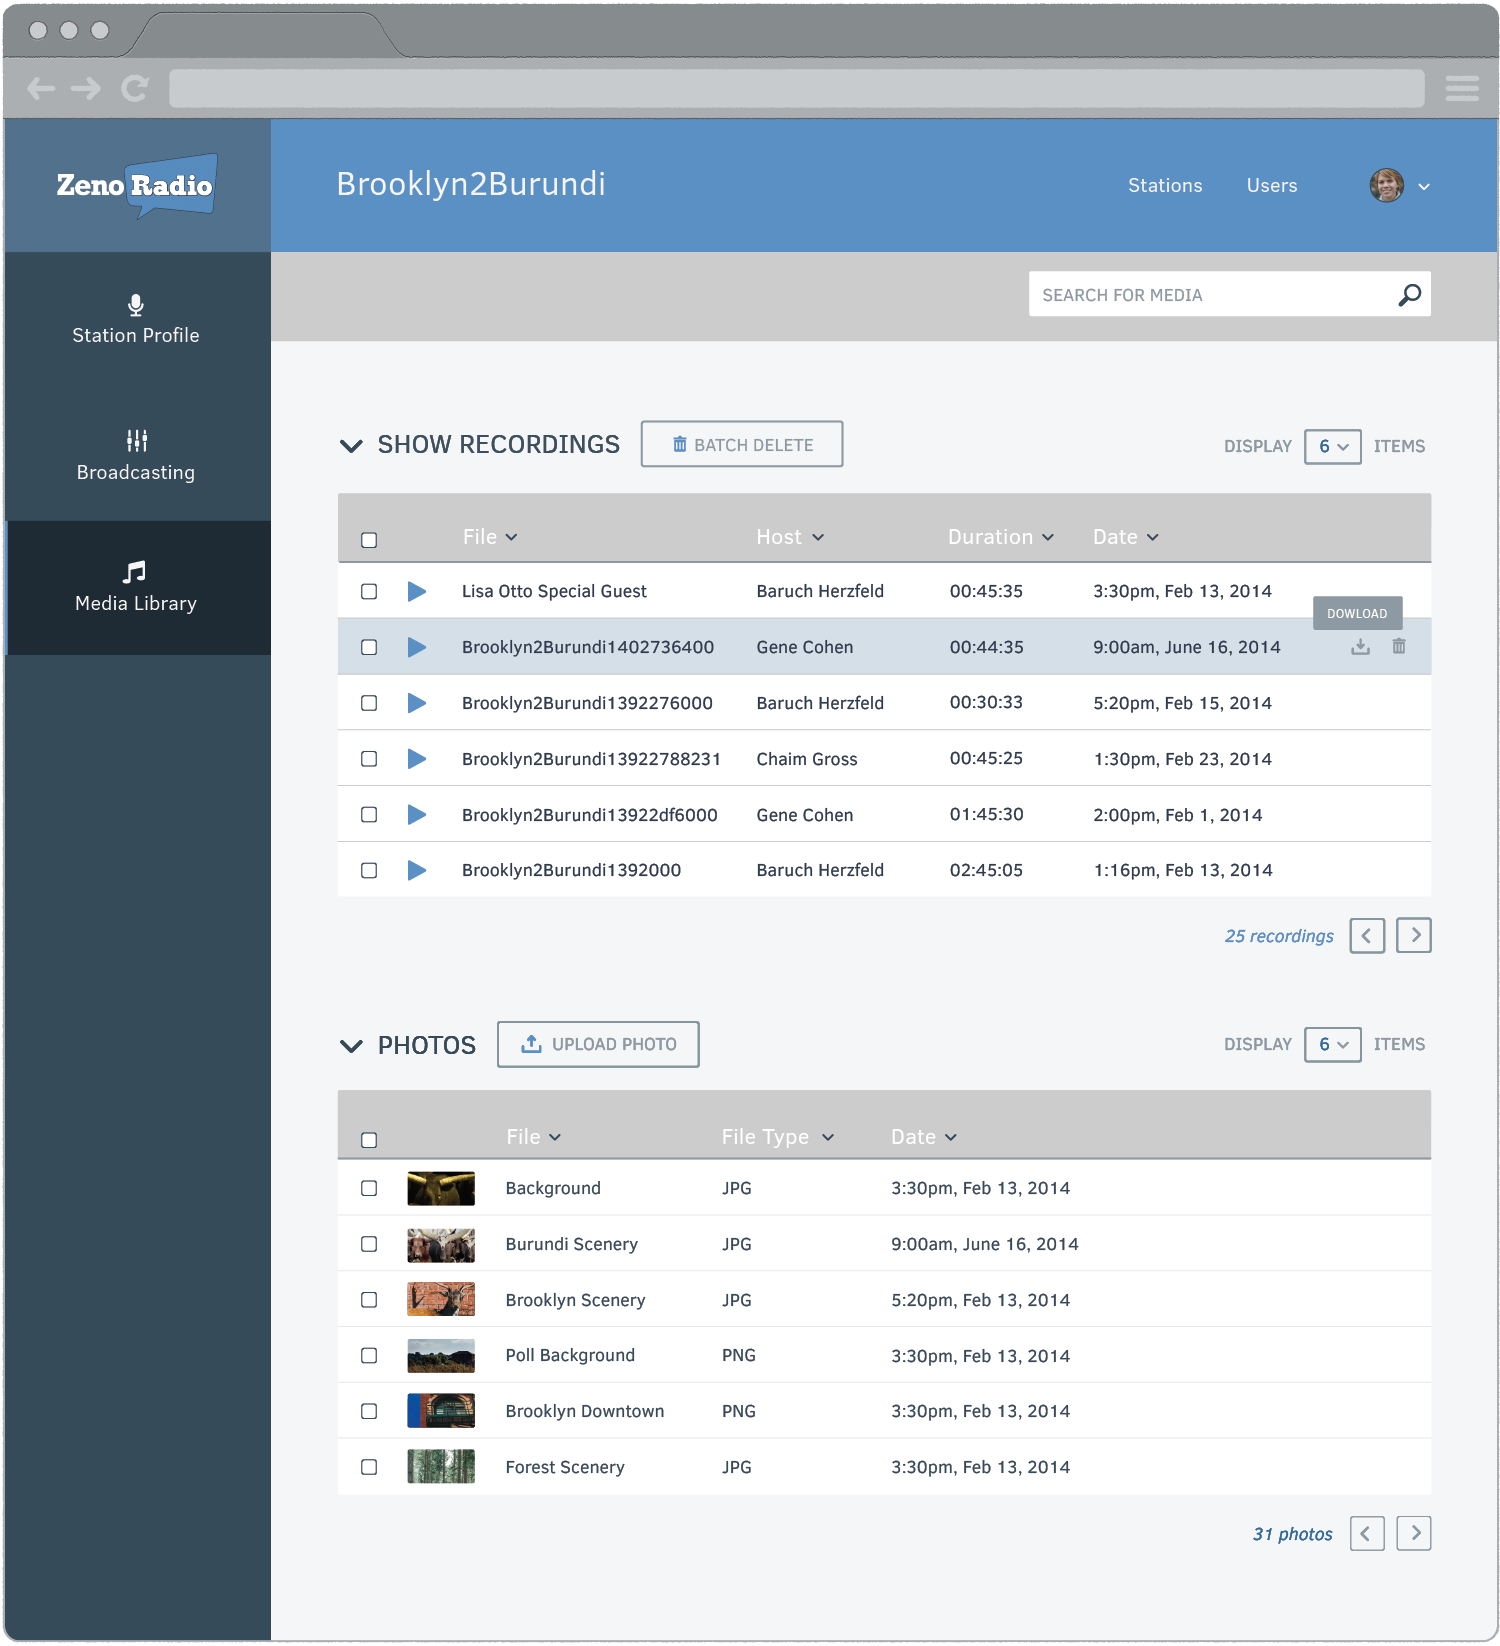 Zeno Radio
Brooklyn2Burundi
Stations Users
Station Profile
Broadcasting
Media Library
SEARCH FOR MEDIA
SHOW RECORDINGS BATCH DELETE DISPLAY 6 ITEMS
File Host Duration Date
Lisa Otto Special Guest Baruch Herzfeld 00:45:35 3:30pm, Feb 13, 2014
DOWLOAD
Brooklyn2Burundi1402736400 Gene Cohen 00:44:35 9:00am, June 16, 2014
Brooklyn2Burundi1392276000 Baruch Herzfeld 00:30:33 5:20pm, Feb 15, 2014
Brooklyn2Burundi13922788231 Chaim Gross 00:45:25 1:30pm, Feb 23, 2014
Brooklyn2Burundi13922df6000 Gene Cohen 01:45:30 2:00pm, Feb 1, 2014
Brooklyn2Burundi1392000 Baruch Herzfeld 02:45:05 1:16pm, Feb 13, 2014
25 recordings
PHOTOS UPLOAD PHOTO DISPLAY 6 ITEMS
File File Type Date
Background JPG 3:30pm, Feb 13, 2014
Burundi Scenery JPG 9:00am, June 16, 2014
Brooklyn Scenery JPG 5:20pm, Feb 13, 2014
Poll Background PNG 3:30pm, Feb 13, 2014
Brooklyn Downtown PNG 3:30pm, Feb 13, 2014
Forest Scenery JPG 3:30pm, Feb 13, 2014
31 photos